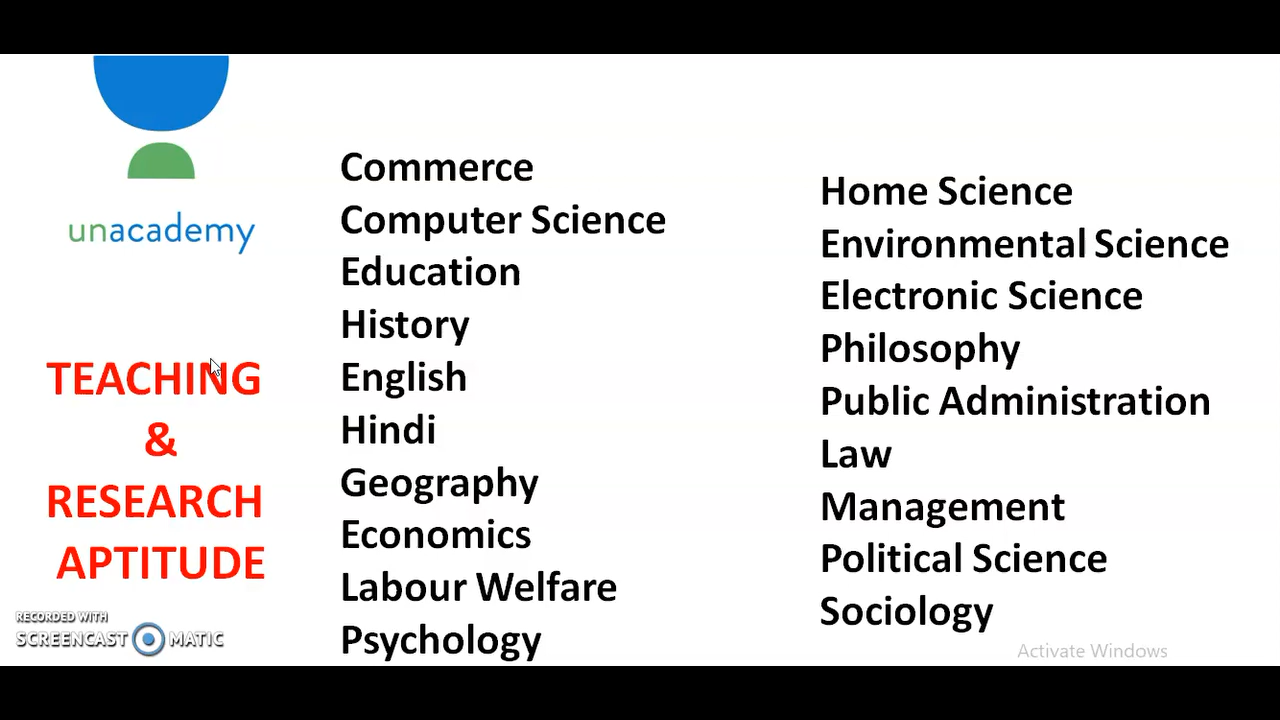 unacademy
TEACHING
&
RESEARCH
APTITUDE
RECORDED WITH
SCREENCAST MATIC
Commerce
Computer Science
Education
History
English
Hindi
Geography
Economics
Labour Welfare
Psychology
Home Science
Environmental Science
Electronic Science
Philosophy
Public Administration
Law
Management
Political Science
Sociology
Activate Windows